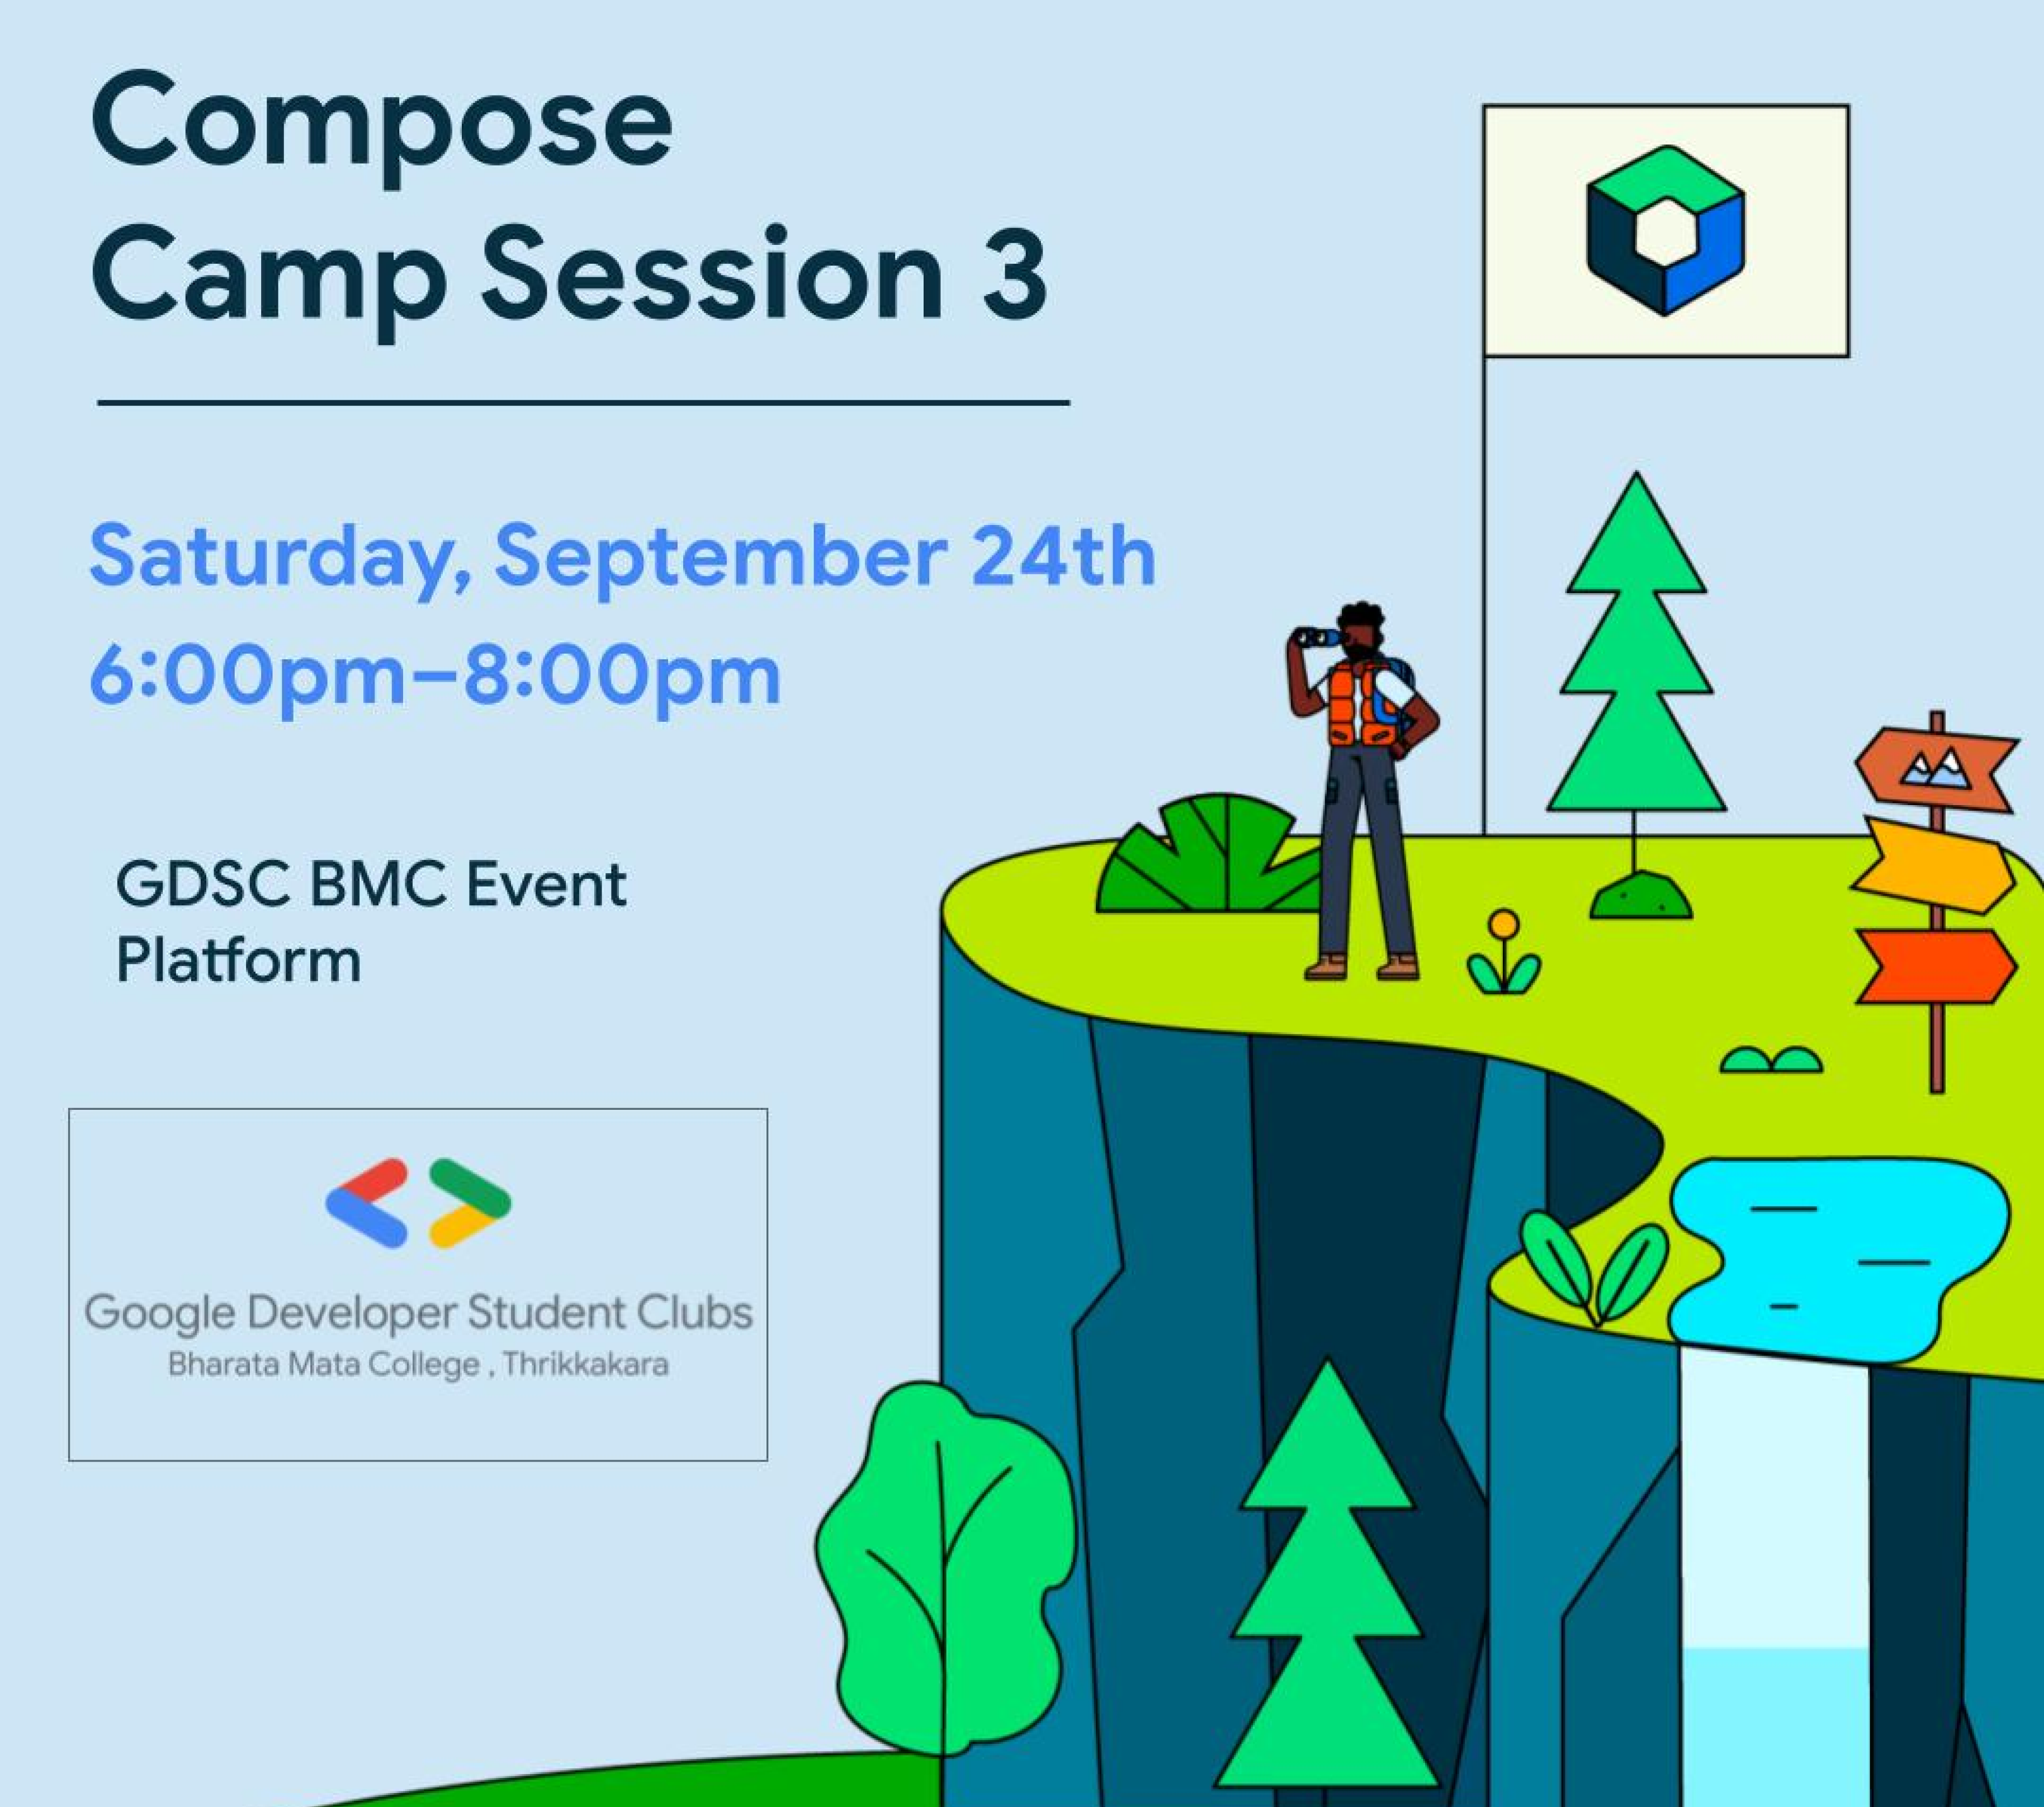 Compose
Camp Session 3
Saturday, September 24th
6:00pm–8:00pm
GDSC BMC Event
Platform
Google Developer Student Clubs
Bharata Mata College , Thrikkakara